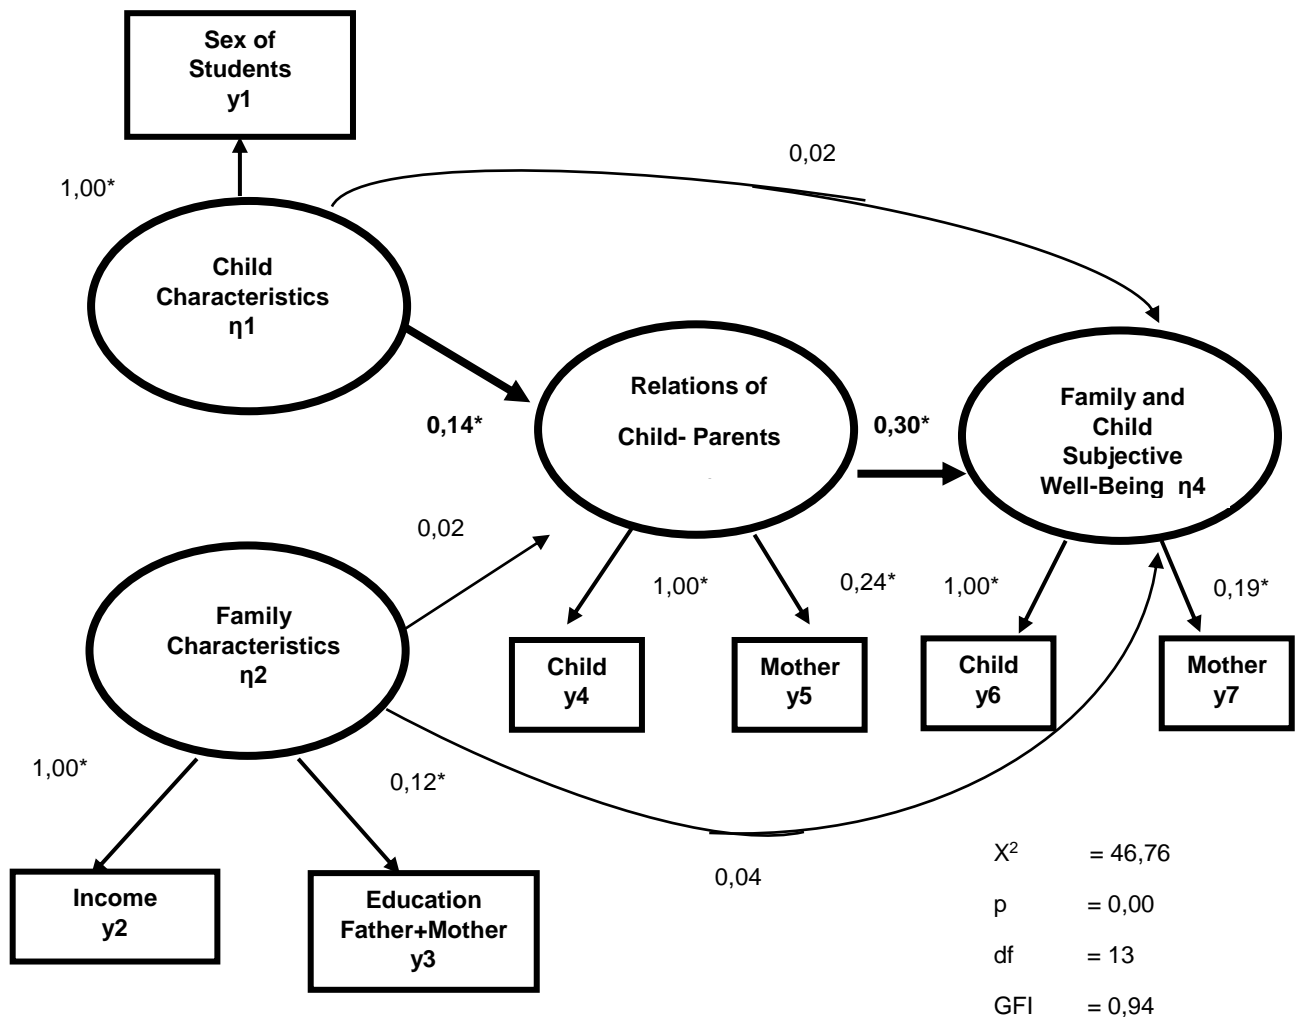 Sex of
Students
y1
1,00*
0,02
Child
Characteristics
η1
0,14*
Relations of
Child- Parents
0,30*
Family and
Child
Subjective
Well-Being η4
0,02
Family
Characteristics
η2
1,00*
0,24*
1,00*
0,19*
Child
y4
Mother
y5
Child
y6
Mother
y7
1,00*
0,12*
0,04
Income
y2
Education
Father+Mother
y3
X² = 46,76
p = 0,00
df = 13
GFI = 0,94